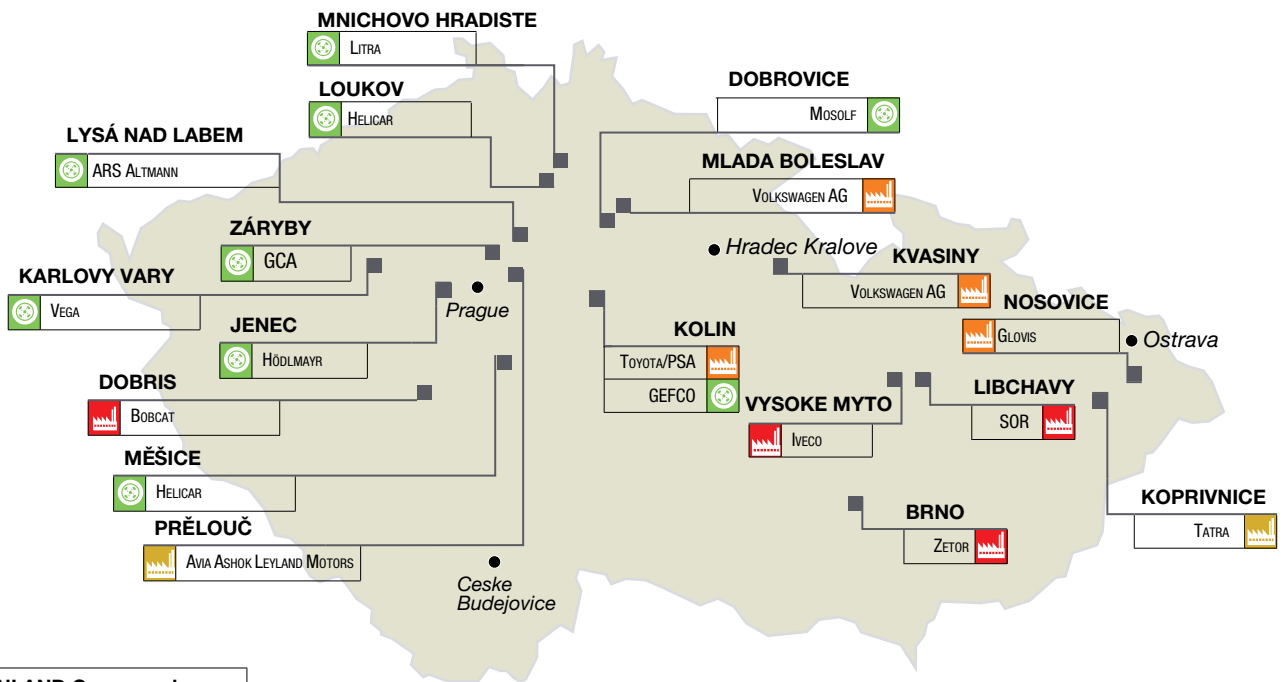 MNICHOVO HRADISTE
LITRA
LOUKOV
HELICAR
LYSÁ NAD LABEM
ARS ALTMANN
ZÁRYBY
GCA
KARLOVY VARY
VEGA
JENEC
HÖDLMAYR
DOBRIS
BOBCAT
MĚŠICE
HELICAR
PRĚLOUČ
AVIA ASHOK LEYLAND MOTORS
Prague
Ceske
Budejovice
DOBROVICE
MOSOLF
MLADA BOLESLAV
VOLKSWAGEN AG
Hradec Kralove
KVASINY
VOLKSWAGEN AG
NOSOVICE
GLOVIS
Ostrava
KOLIN
TOYOTA/PSA
GEFCO
VYSOKE MYTO
IVECO
LIBCHAVY
SOR
BRNO
ZETOR
KOPRIVNICE
TATRA